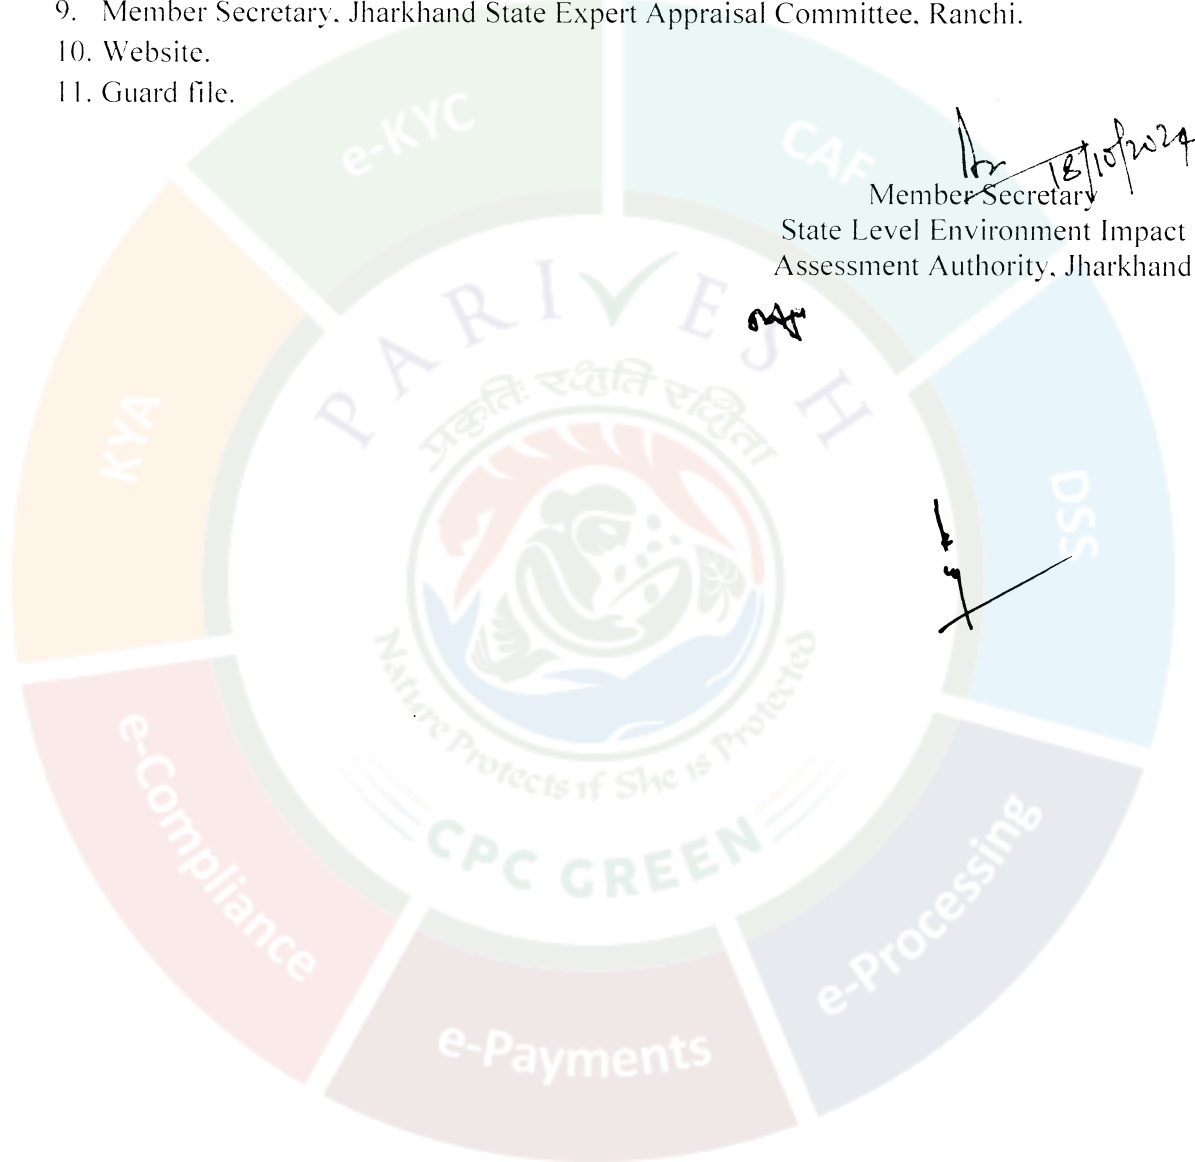 9. Member Secretary, Jharkhand State Expert Appraisal Committee, Ranchi.
10. Website.
11. Guard file.
18/10/2024
Member Secretary
State Level Environment Impact
Assessment Authority, Jharkhand
e-KYC
CAF
KYA
DSS
PARIVESH
प्रकृतिः रक्षति रक्षिता
Nature Protects if She is Protected
CPC GREEN
e-Compliance
e-Processing
e-Payments